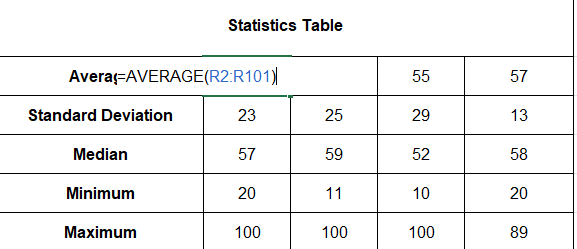 Statistics Table
Averag=AVERAGE(R2:R101) 55 57
Standard Deviation 23 25 29 13
Median 57 59 52 58
Minimum 20 11 10 20
Maximum 100 100 100 89